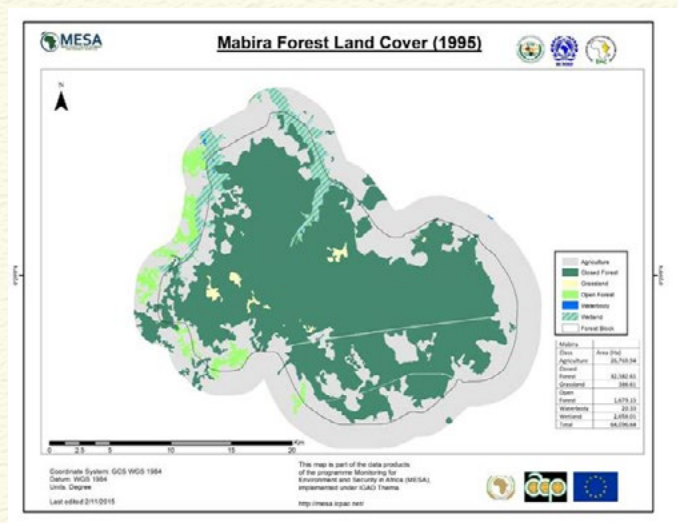 MESA
Mabira Forest Land Cover (1995)
N
Agriculture
Closed Forest
Grassland
Open Forest
Waterbody
Wetland
Forest Block
Mabira
Class Area (Ha)
Agriculture
Closed
Forest
Grassland
Open
Forest
Waterbody
Wetland
Total
Km
0 2.5 5 10 15 20
Coordinate System: GCS WGS 1984
Datum: WGS 1984
Units: Degree
Last edited 2/11/2015
This map is part of the data products
of the programme Monitoring for
Environment and Security in Africa (MESA)
implemented under IGAD Thema
http://mesa.icpac.net/
acp